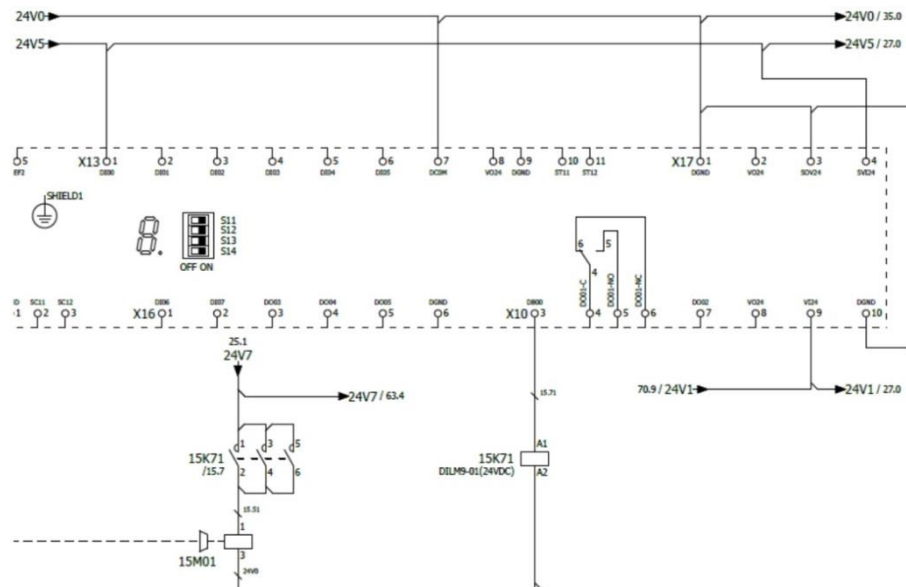 24V0 24V0 / 35.0
24V5 24V5 / 27.0
5 X13 1 2 3 4 5 6 7 8 9 10 11 X17 1 2 3 4
EF2 DI00 DI01 DI02 DI03 DI04 DI05 DCOM VO24 DGND ST11 ST12 DGND VO24 SOV24 SVI24
SHIELD1
8.
S11
S12
S13
S14
OFF ON
6 5
4
DO01-C DO01-NO DO01-NC
SC11 SC12 DI06 DI07 DO03 DO04 DO05 DGND DB00 DO02 VO24 VI24 DGND
1 2 3 X16 1 2 3 4 5 6 X10 3 4 5 6 7 8 9 10
25.1
24V7
24V7 / 63.4
70.9 / 24V1 24V1 / 27.0
15.71
1 3 5
15K71
/15.7
2 4 6
A1
15K71
DILM9-01(24VDC) A2
15.51
1
15M01
3
24V0